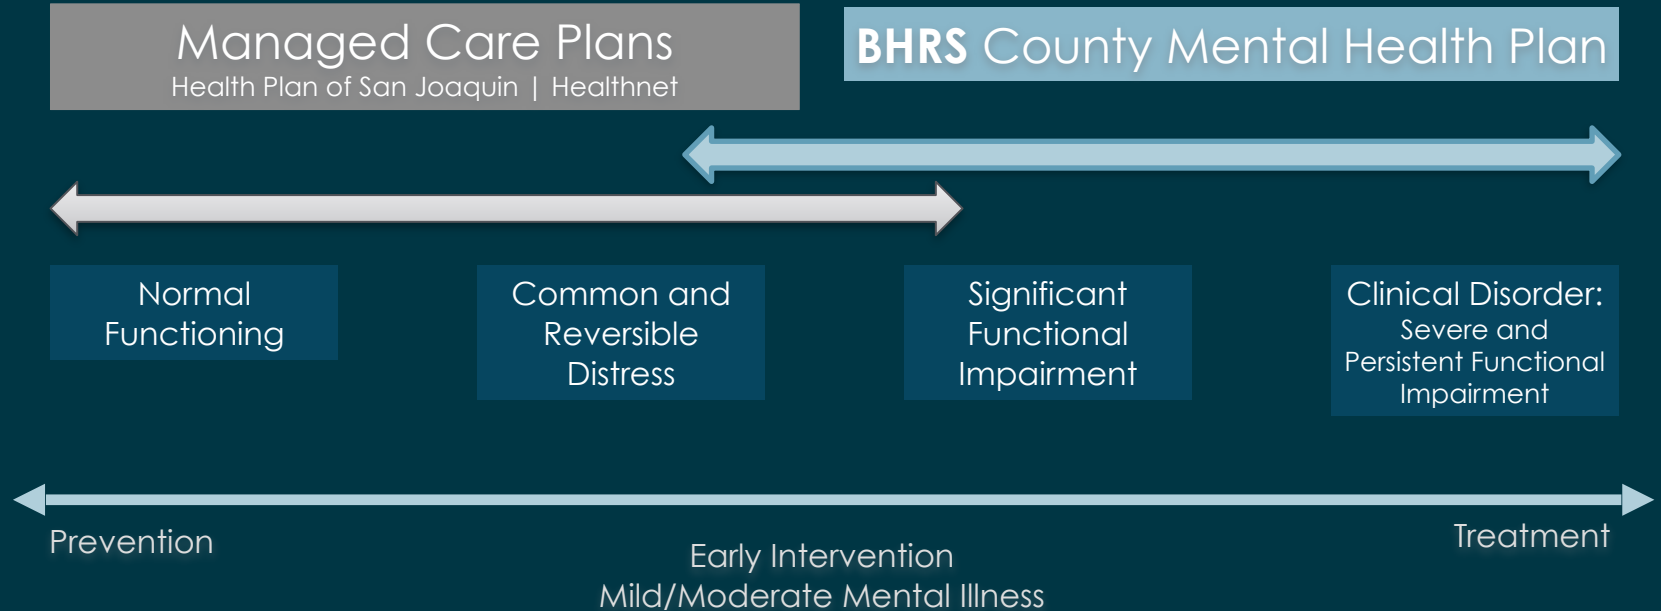 Managed Care Plans
Health Plan of San Joaquin | Healthnet
BHRS County Mental Health Plan
Normal
Functioning
Common and
Reversible
Distress
Significant
Functional
Impairment
Clinical Disorder:
Severe and
Persistent Functional
Impairment
Prevention
Early Intervention
Mild/Moderate Mental Illness
Treatment